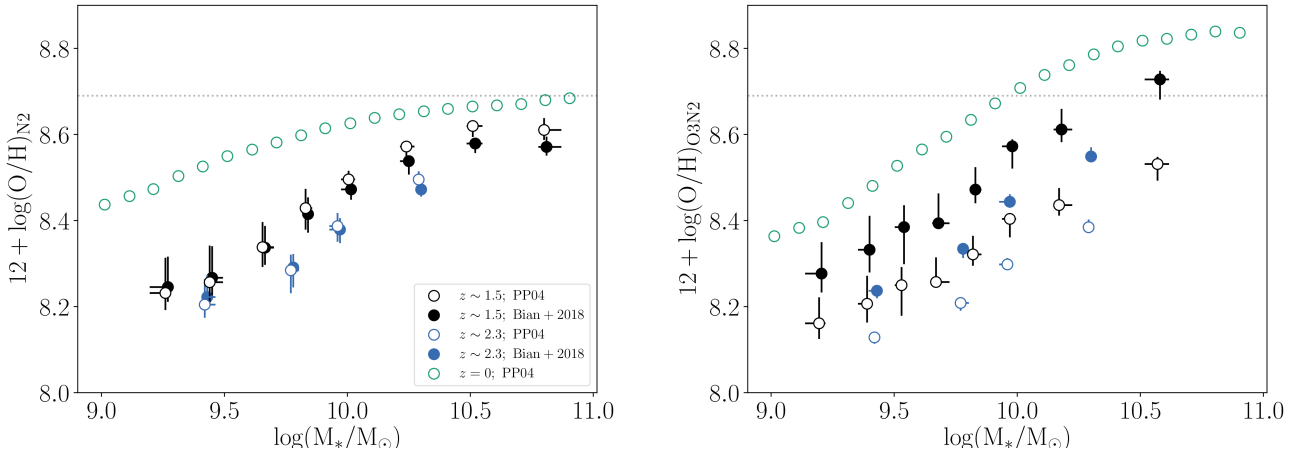 8.8
8.6
8.4
8.2
8.0
12 + log(O/H)N2
9.0 9.5 10.0 10.5 11.0
log(M*/M⊙)
z ∼ 1.5; PP04
z ∼ 1.5; Bian + 2018
z ∼ 2.3; PP04
z ∼ 2.3; Bian + 2018
z = 0; PP04
8.8
8.6
8.4
8.2
8.0
12 + log(O/H)O3N2
9.0 9.5 10.0 10.5 11.0
log(M*/M⊙)